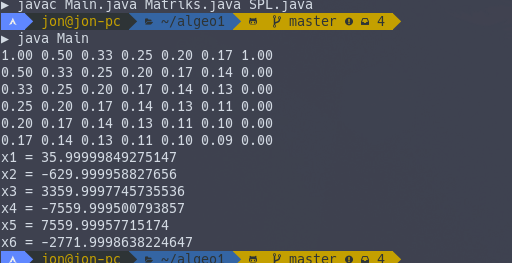 ▶ javac Main.java Matriks.java SPL.java
jon@jon-pc ~/algeo1 master 4
▶ java Main
1.00 0.50 0.33 0.25 0.20 0.17 1.00
0.50 0.33 0.25 0.20 0.17 0.14 0.00
0.33 0.25 0.20 0.17 0.14 0.13 0.00
0.25 0.20 0.17 0.14 0.13 0.11 0.00
0.20 0.17 0.14 0.13 0.11 0.10 0.00
0.17 0.14 0.13 0.11 0.10 0.09 0.00
x1 = 35.99999849275147
x2 = -629.999958827656
x3 = 3359.9997745735536
x4 = -7559.999500793857
x5 = 7559.99957715174
x6 = -2771.9998638224647
jon@jon-pc ~/algeo1 master 4